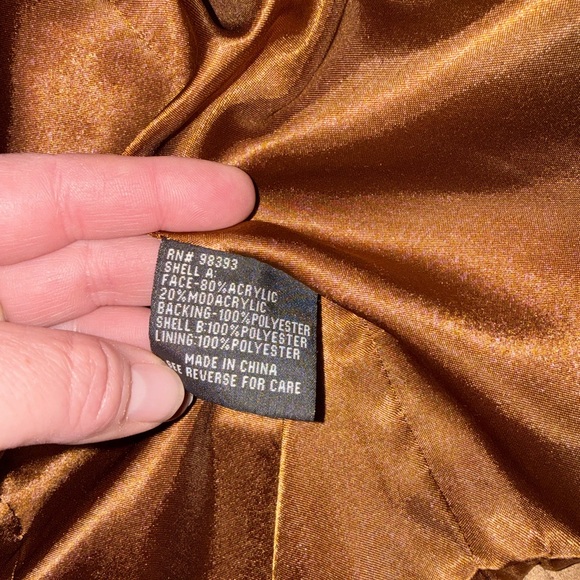 RN# 98393
SHELL A:
FACE-80%ACRYLIC
20%MODACRYLIC
BACKING-100%POLYESTER
SHELL B:100%POLYESTER
LINING:100%POLYESTER
MADE IN CHINA
SEE REVERSE FOR CARE